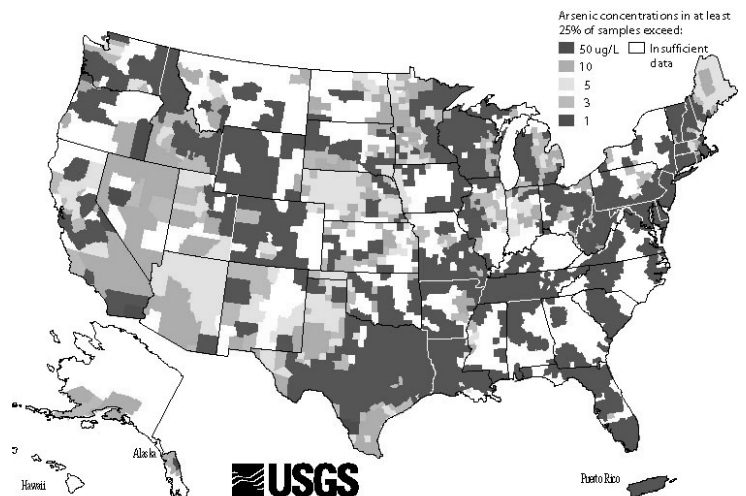 Arsenic concentrations in at least
25% of samples exceed:
50 ug/L
Insufficient
data
10
5
3
1
Alaska
Hawaii
USGS
Puerto Rico